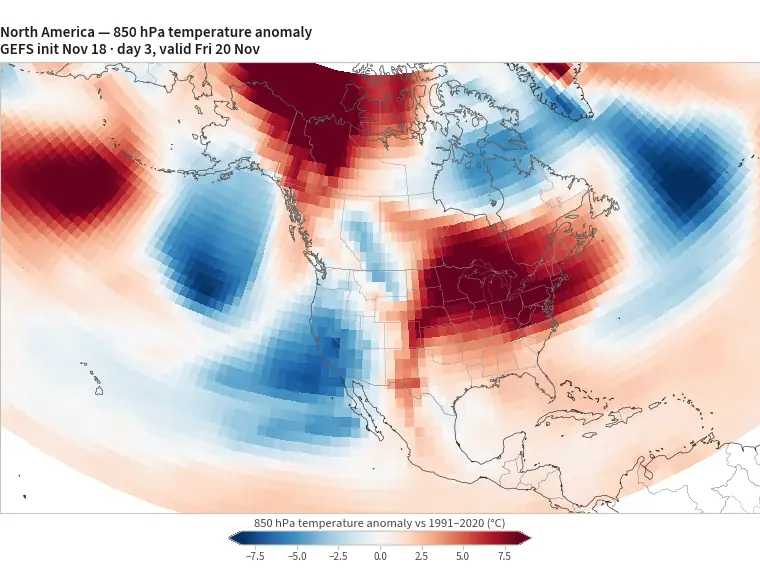 North America — 850 hPa temperature anomaly
GEFS init Nov 18 · day 3, valid Fri 20 Nov
850 hPa temperature anomaly vs 1991–2020 (°C)
−7.5 −5.0 −2.5 0.0 2.5 5.0 7.5